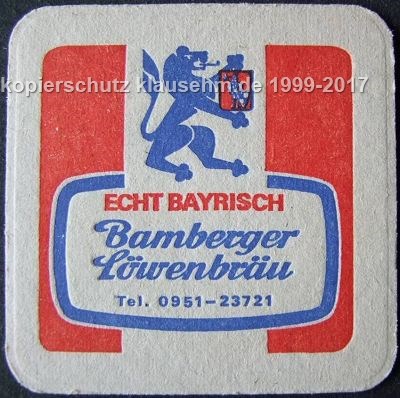 kopierschutz klausehm.de 1999-2017
ECHT BAYRISCH
Bamberger
Löwenbräu
Tel. 0951-23721